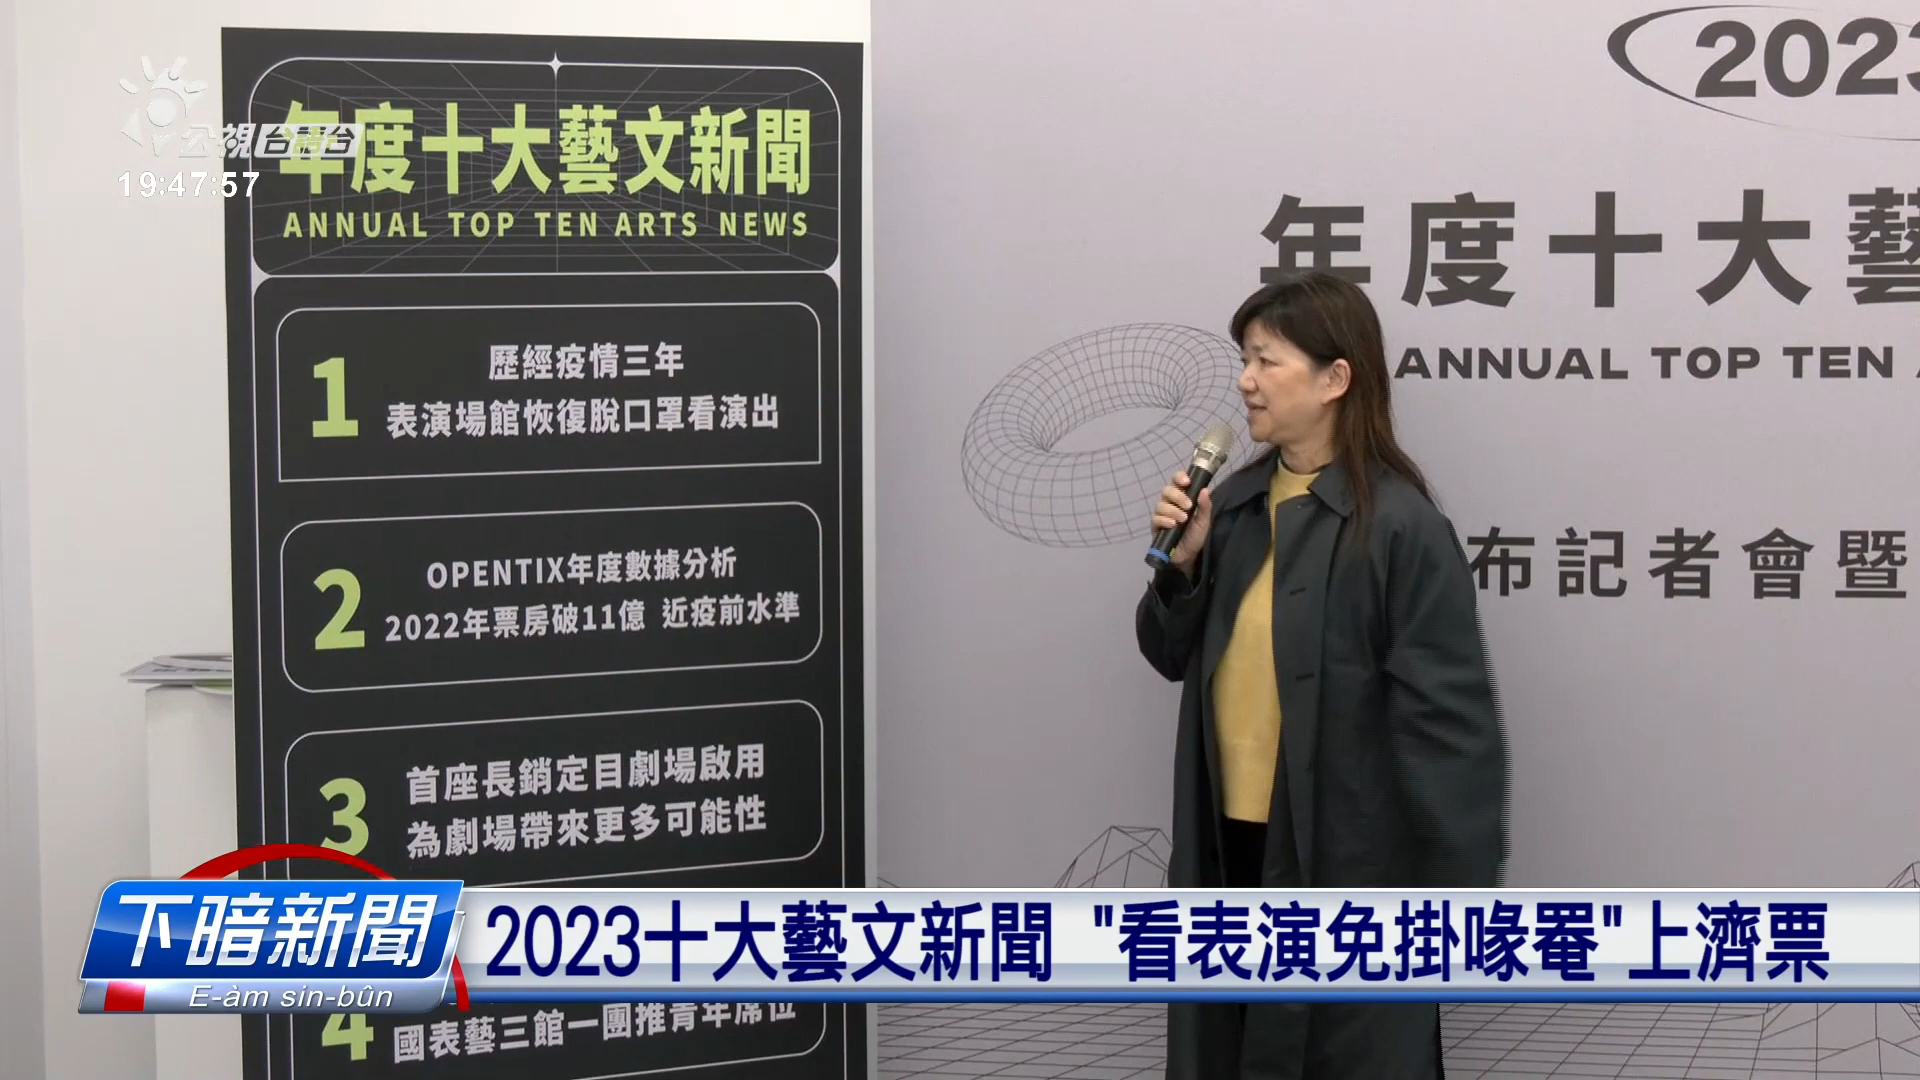 公視台語台
19:47:57
年度十大藝文新聞
ANNUAL TOP TEN ARTS NEWS
1
歷經疫情三年
表演場館恢復脫口罩看演出
2
OPENTIX年度數據分析
2022年票房破11億 近疫前水準
3
首座長銷定目劇場啟用
為劇場帶來更多可能性
4
國表藝三館一團推青年席位
2023
年度十大藝
ANNUAL TOP TEN
布記者會暨
下暗新聞
E-àm sin-bûn
2023十大藝文新聞 "看表演免掛喙罨"上濟票